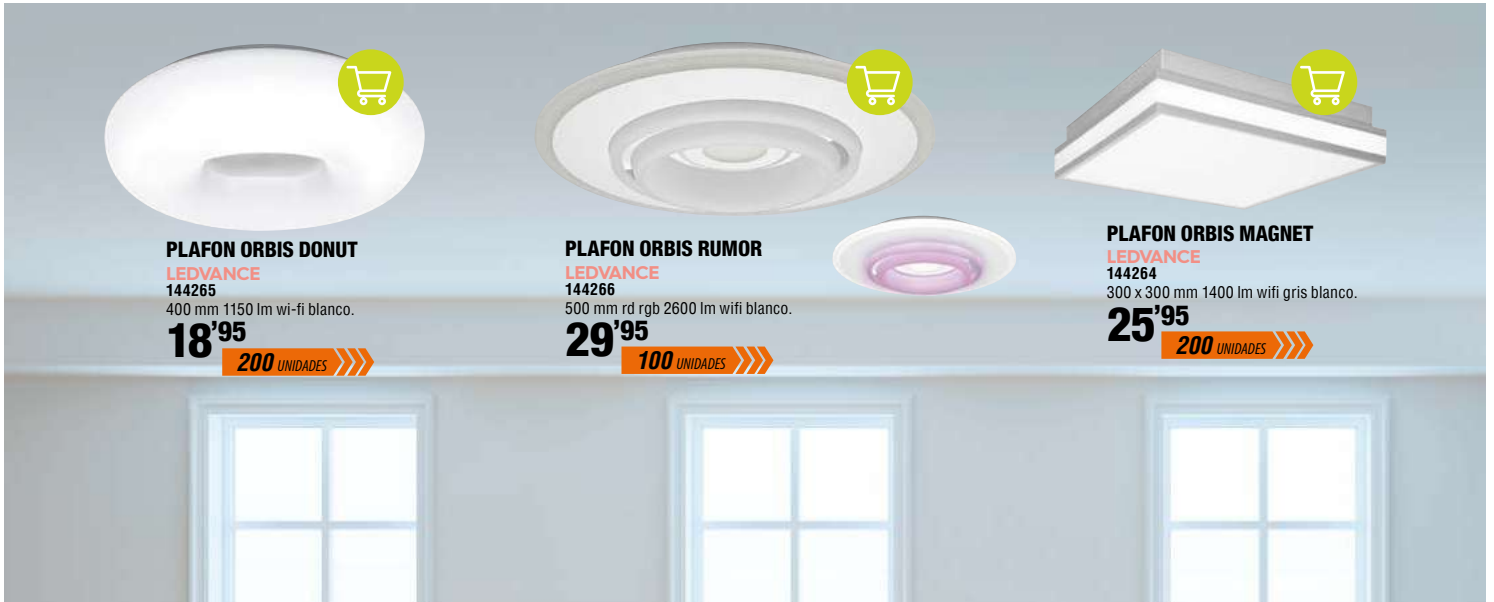 PLAFON ORBIS DONUT
LEDVANCE
144265
400 mm 1150 lm wi-fi blanco.
18'95
200 UNIDADES
PLAFON ORBIS RUMOR
LEDVANCE
144266
500 mm rd rgb 2600 lm wifi blanco.
29'95
100 UNIDADES
PLAFON ORBIS MAGNET
LEDVANCE
144264
300 x 300 mm 1400 lm wifi gris blanco.
25'95
200 UNIDADES